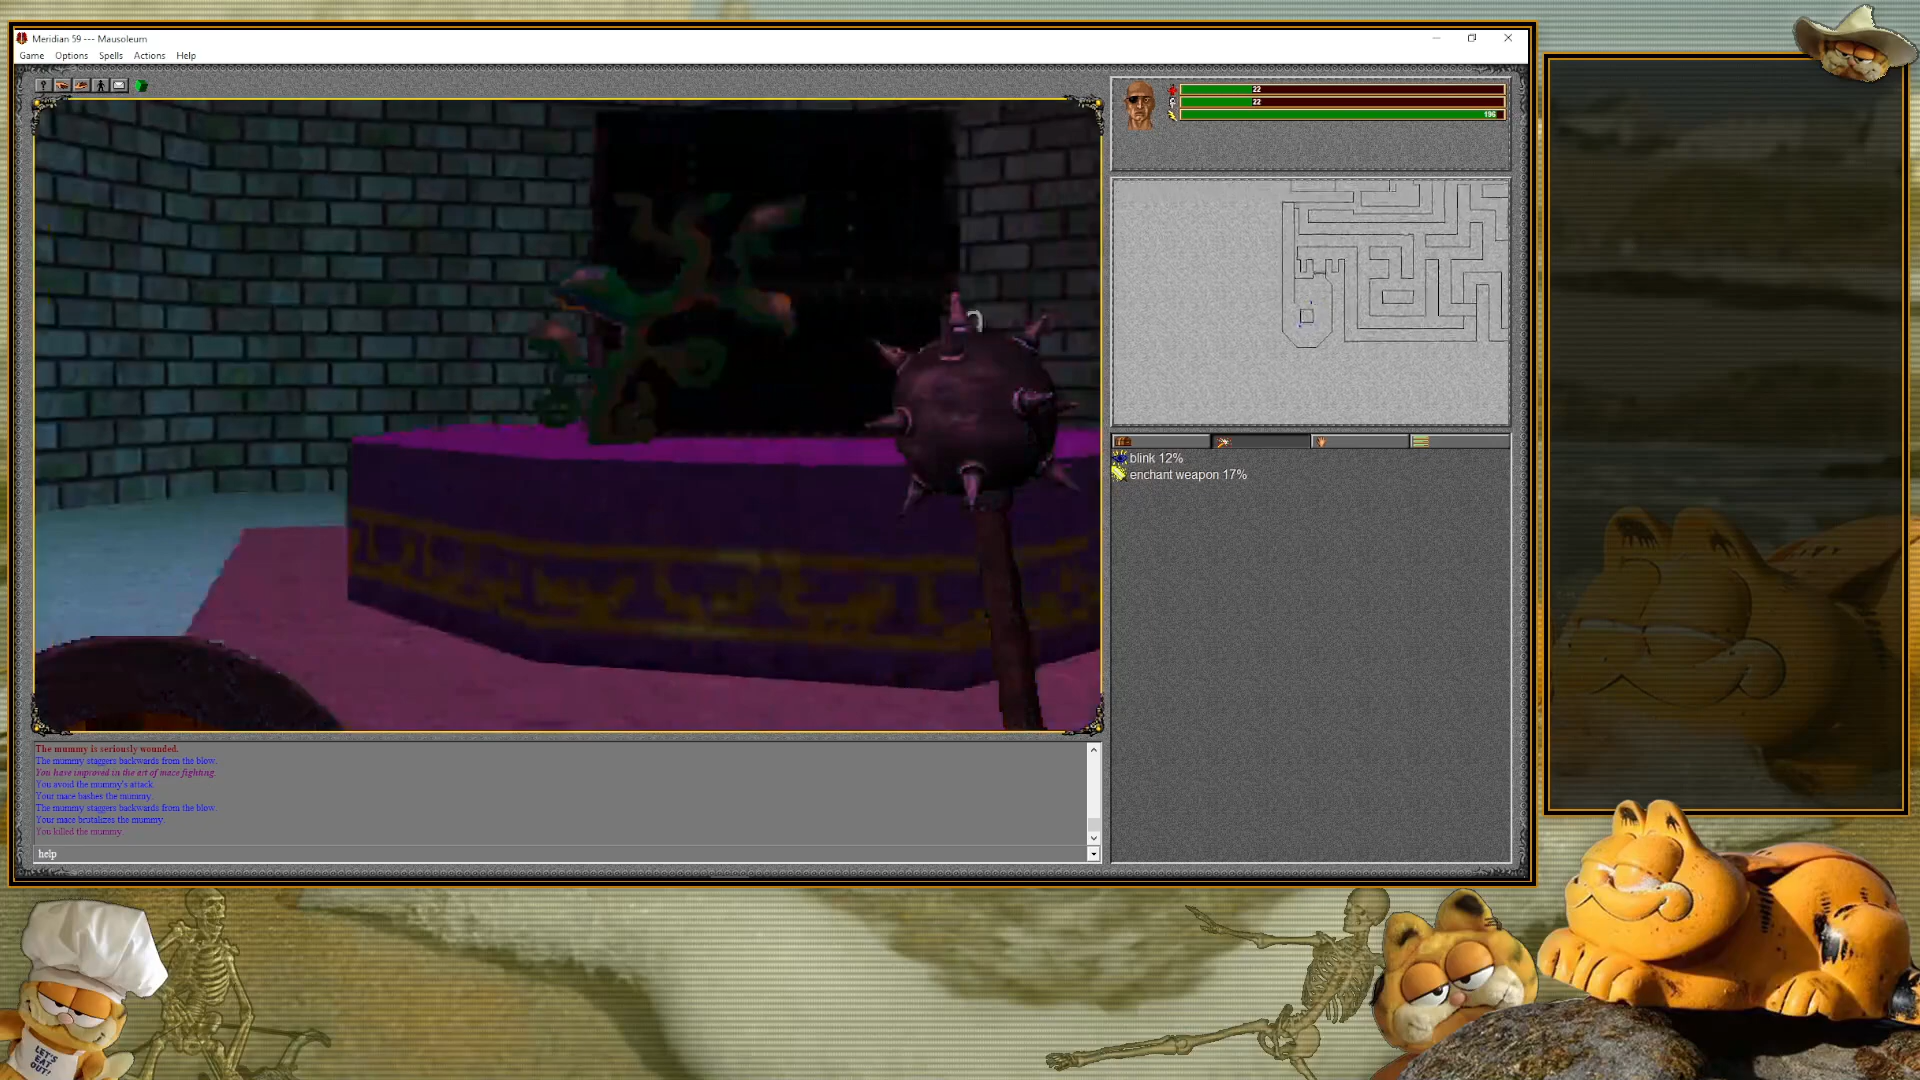 Meridian 59 --- Mausoleum
Game Options Spells Actions Help
22
22
196
blink 12%
enchant weapon 17%
The mummy is seriously wounded.
The mummy staggers backwards from the blow.
You have improved in the art of mace fighting.
You avoid the mummy's attack.
Your mace bashes the mummy.
The mummy staggers backwards from the blow.
Your mace brutalizes the mummy.
You killed the mummy.
help
LET'S
EAT
OUT!